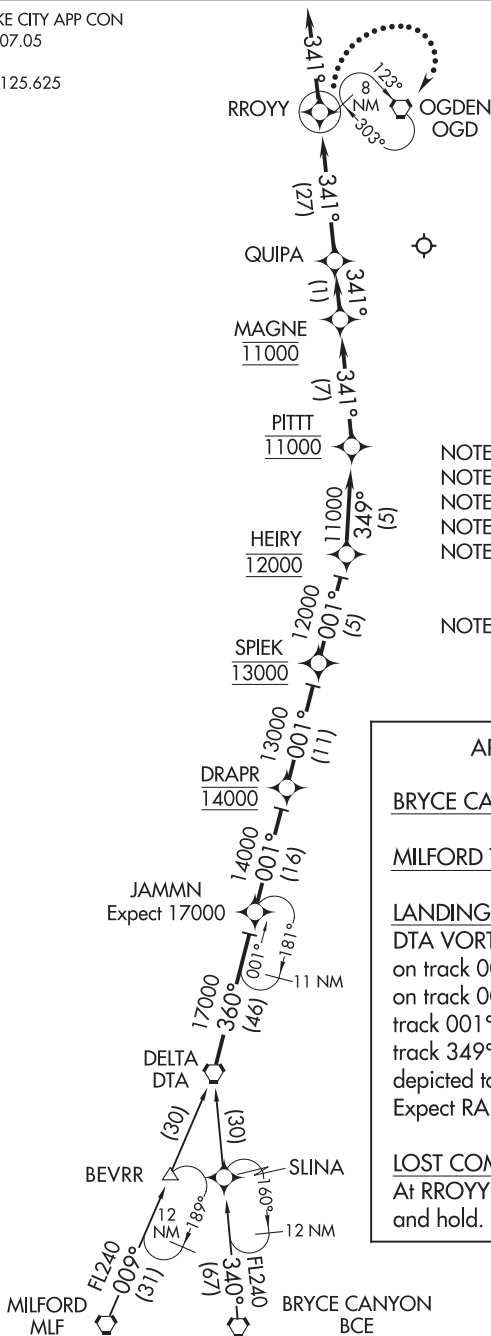 KE CITY APP CON
07.05
125.625
341°
RROYY
8
NM
123°
303°
OGDEN
OGD
341°
(27)
QUIPA
341°
(1)
MAGNE
11000
341°
(7)
PITTT
11000
11000
349°
(5)
HEIRY
12000
12000
001°
(5)
SPIEK
13000
13000
001°
(11)
DRAPR
14000
14000
001°
(16)
JAMMN
Expect 17000
001°
181°
11 NM
17000
360°
(46)
DELTA
DTA
(30)
(30)
BEVRR
SLINA
12
NM
189°
160°
12 NM
FL240
009°
(31)
FL240
340°
(67)
MILFORD
MLF
BRYCE CANYON
BCE
NOTE
NOTE
NOTE
NOTE
NOTE
NOTE
AR
BRYCE CA
MILFORD T
LANDING
DTA VORT
on track 00
on track 00
track 001°
track 349°
depicted to
Expect RA
LOST COM
At RROYY
and hold.